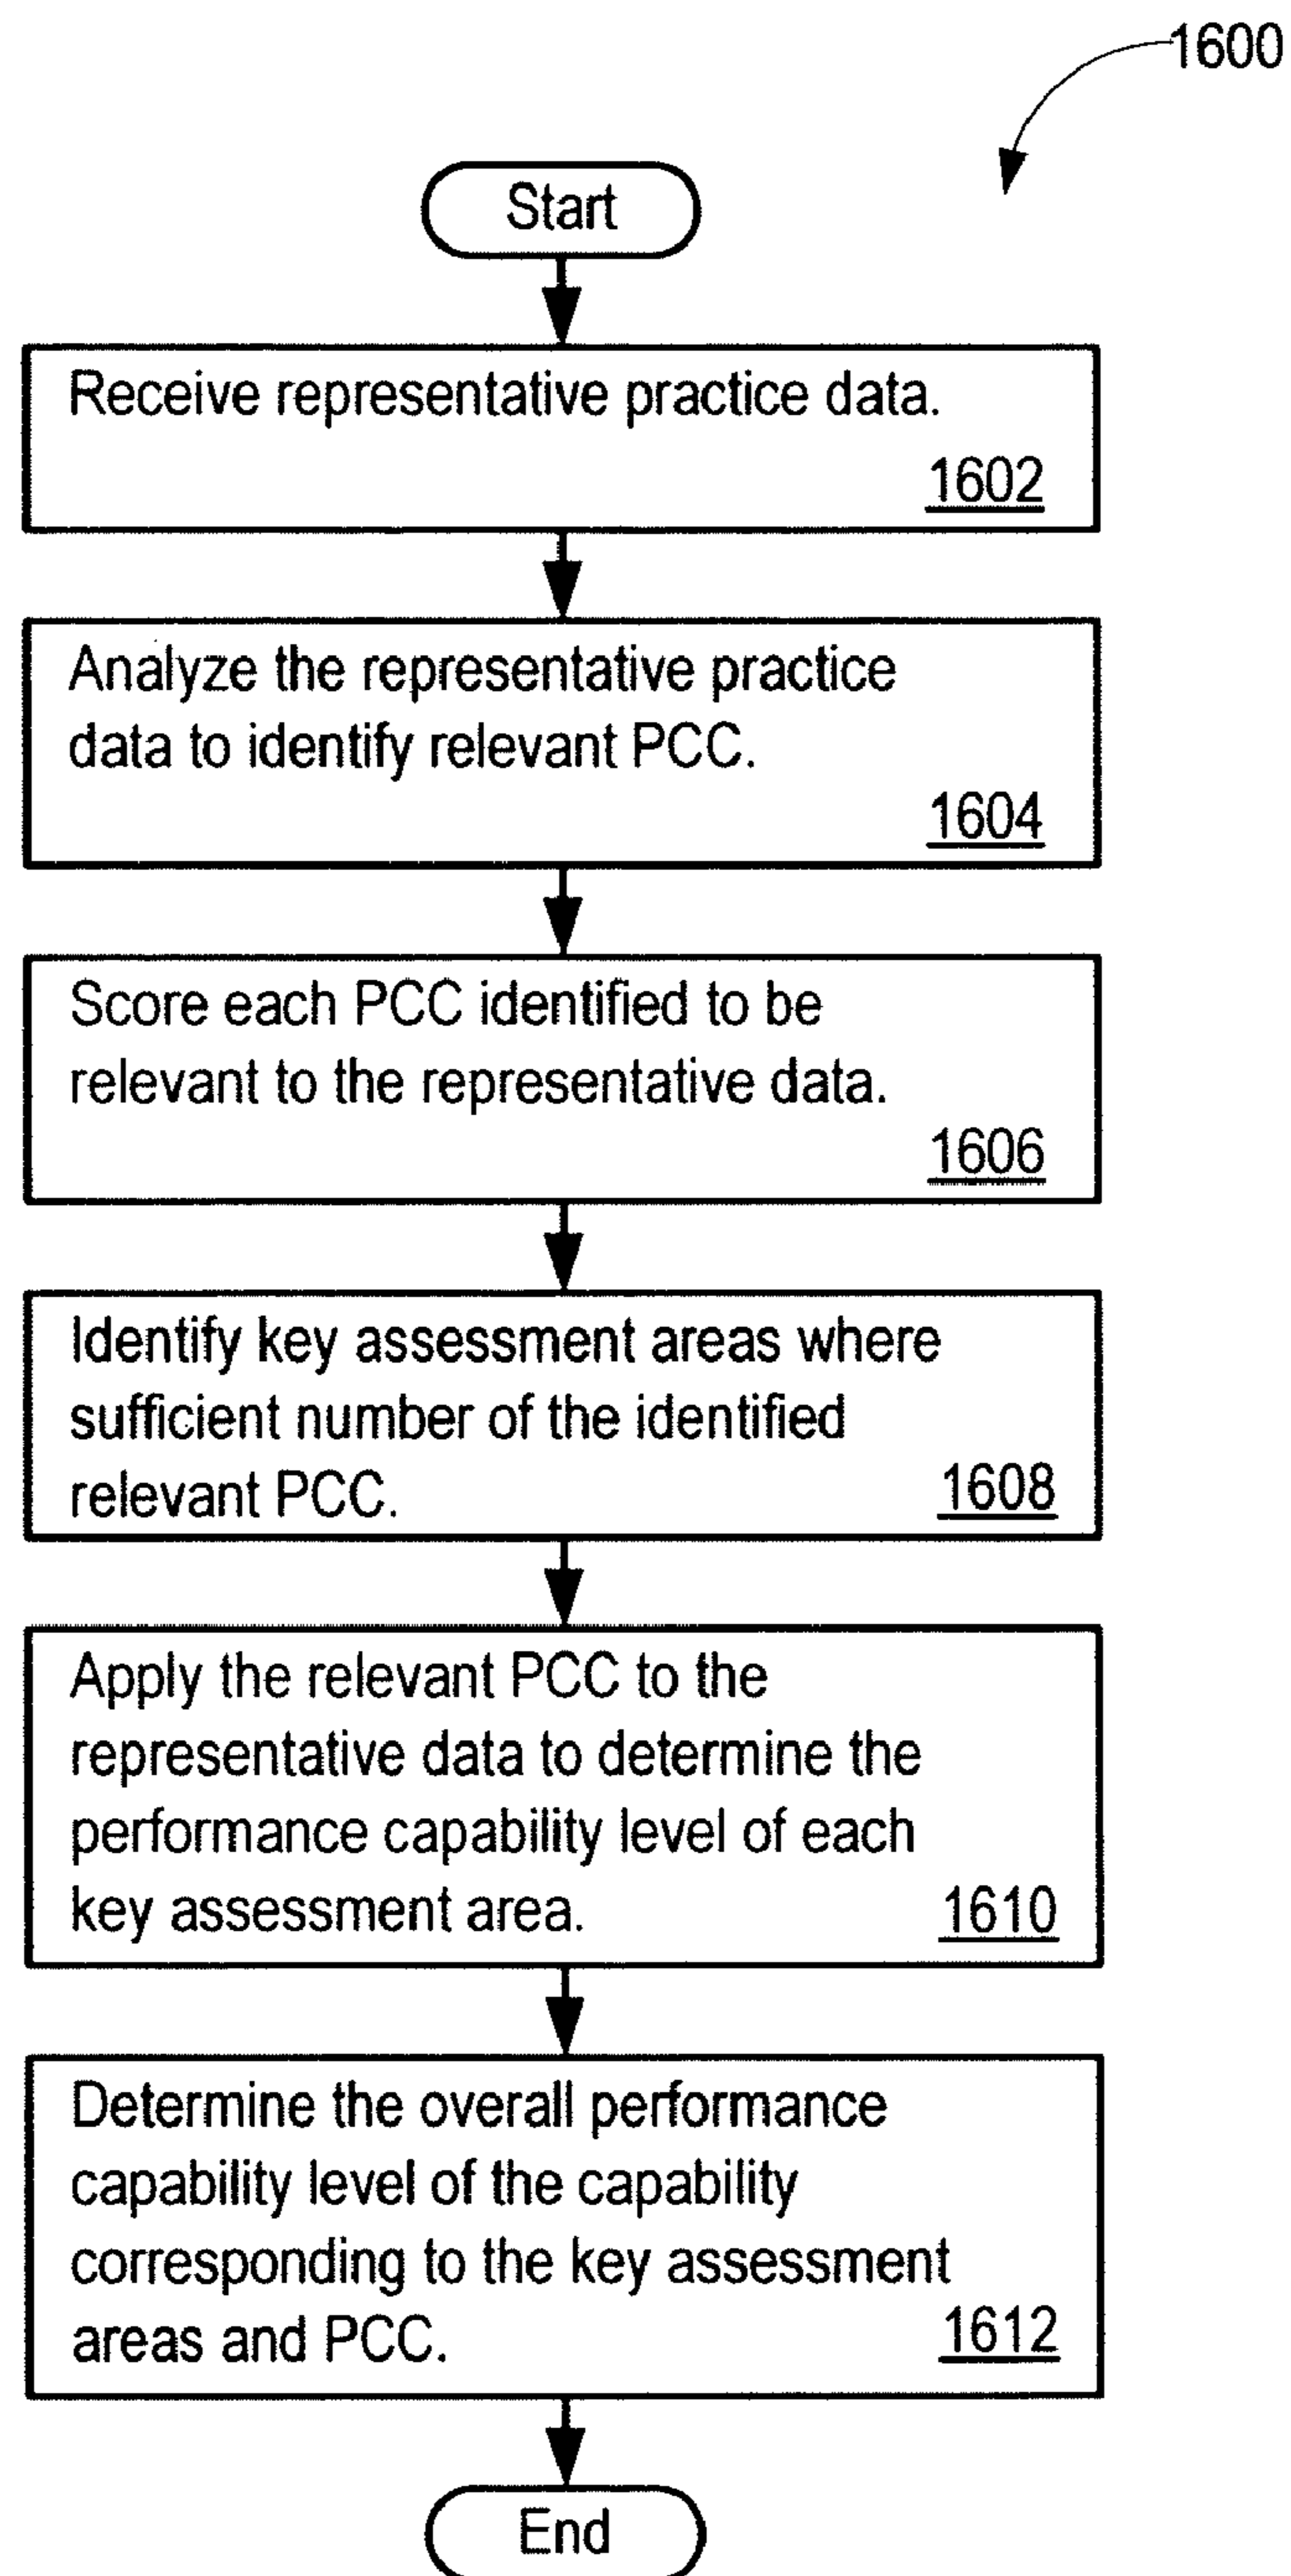 1600
Start
Receive representative practice data.
1602
Analyze the representative practice
data to identify relevant PCC.
1604
Score each PCC identified to be
relevant to the representative data.
1606
Identify key assessment areas where
sufficient number of the identified
relevant PCC.
1608
Apply the relevant PCC to the
representative data to determine the
performance capability level of each
key assessment area.
1610
Determine the overall performance
capability level of the capability
corresponding to the key assessment
areas and PCC.
1612
End